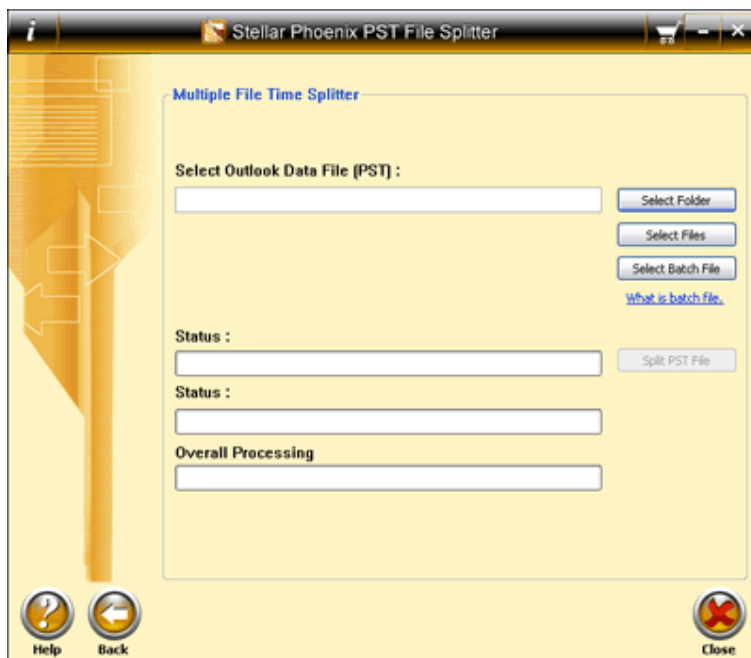 i
Stellar Phoenix PST File Splitter
Multiple File Time Splitter
Select Outlook Data File (PST) :
Select Folder
Select Files
Select Batch File
What is batch file.
Status :
Split PST File
Status :
Overall Processing
?
Help
Back
Close